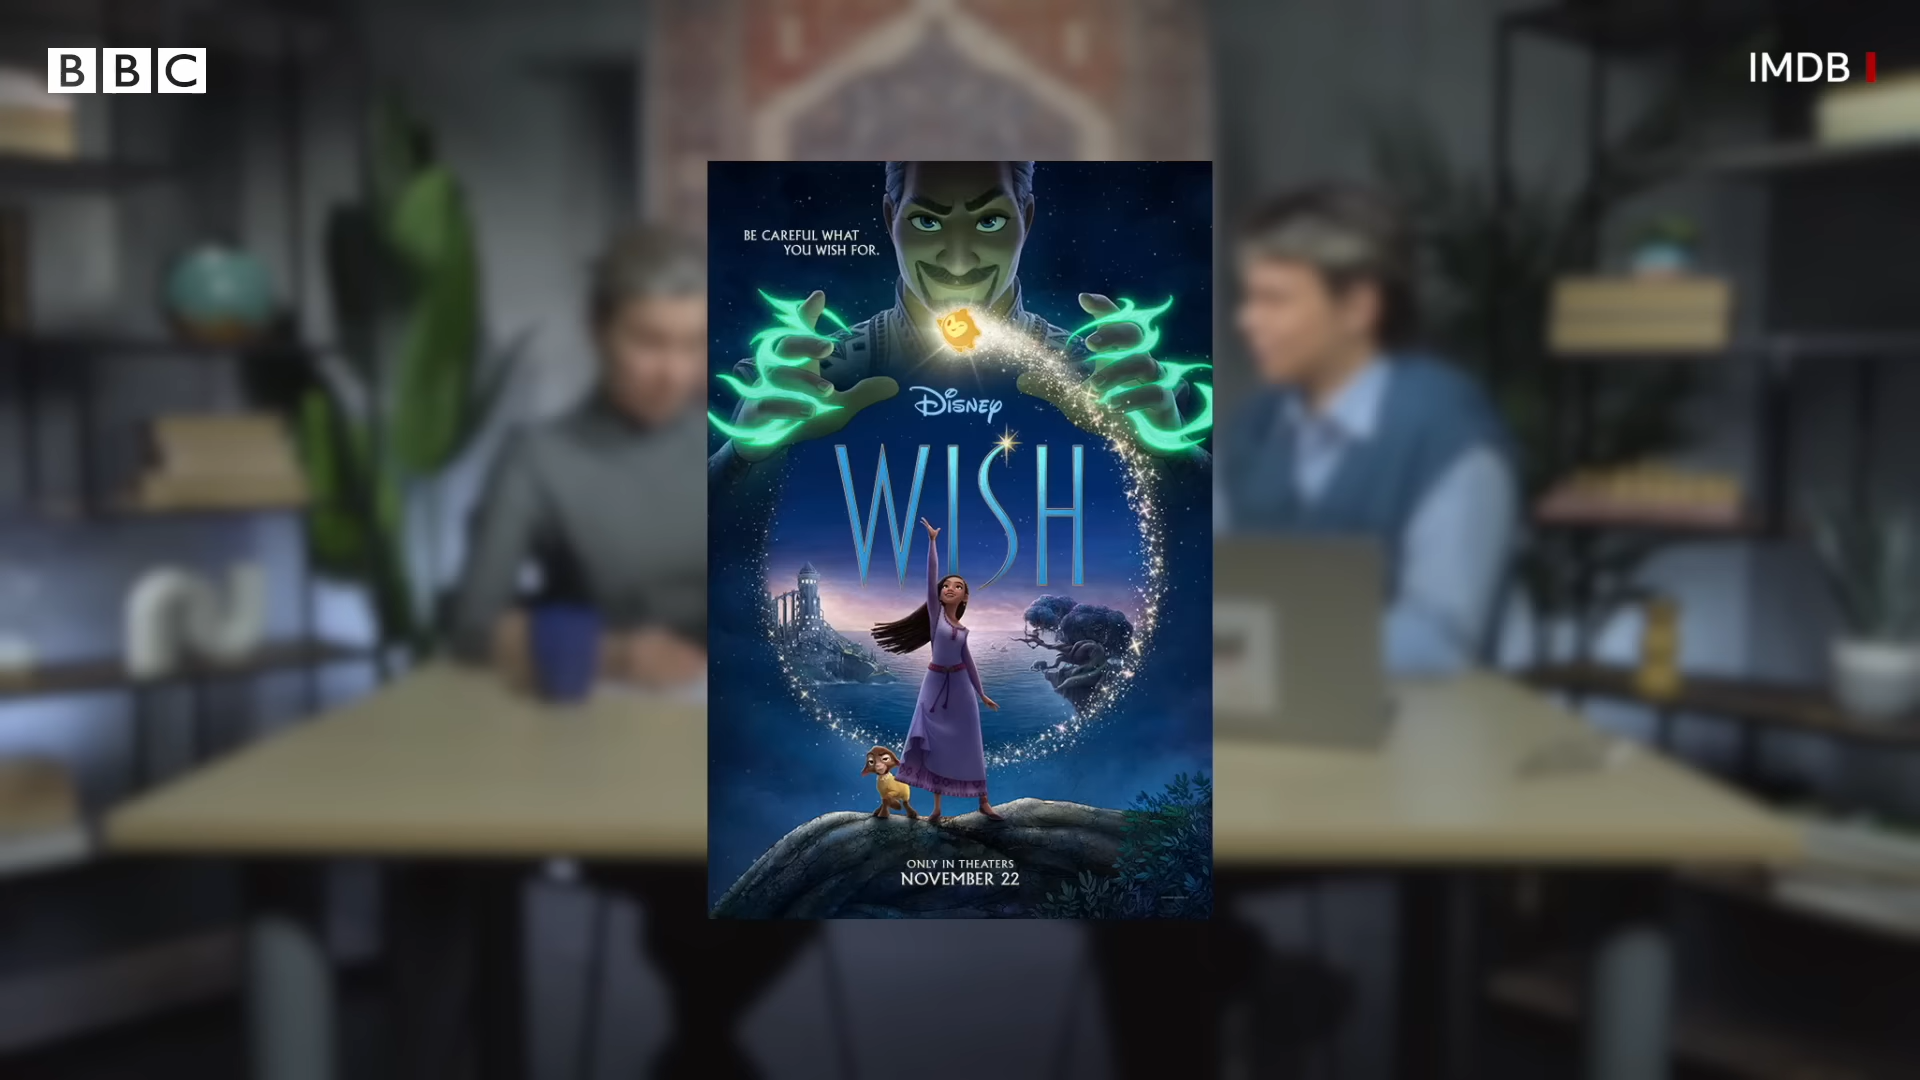 BBC
IMDB
BE CAREFUL WHAT
YOU WISH FOR.
DISNEY
WISH
ONLY IN THEATERS
NOVEMBER 22